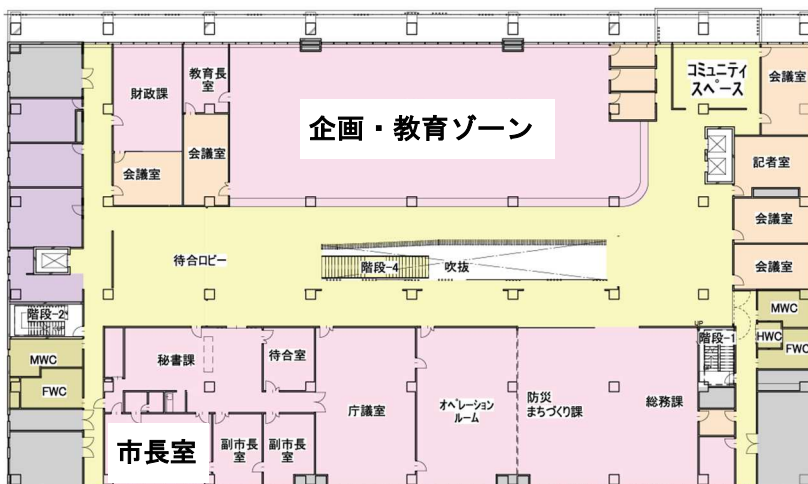 コミュニティ
スペース
会議室
財政課
教育長
室
企画・教育ゾーン
会議室
会議室
記者室
会議室
会議室
待合ロビー
階段-4
吹抜
階段-2
MWC
FWC
秘書課
待合室
庁議室
オペレーション
ルーム
防災
まちづくり課
総務課
UP
階段-1
MWC
HWC
FWC
市長室
副市長
室
副市長
室